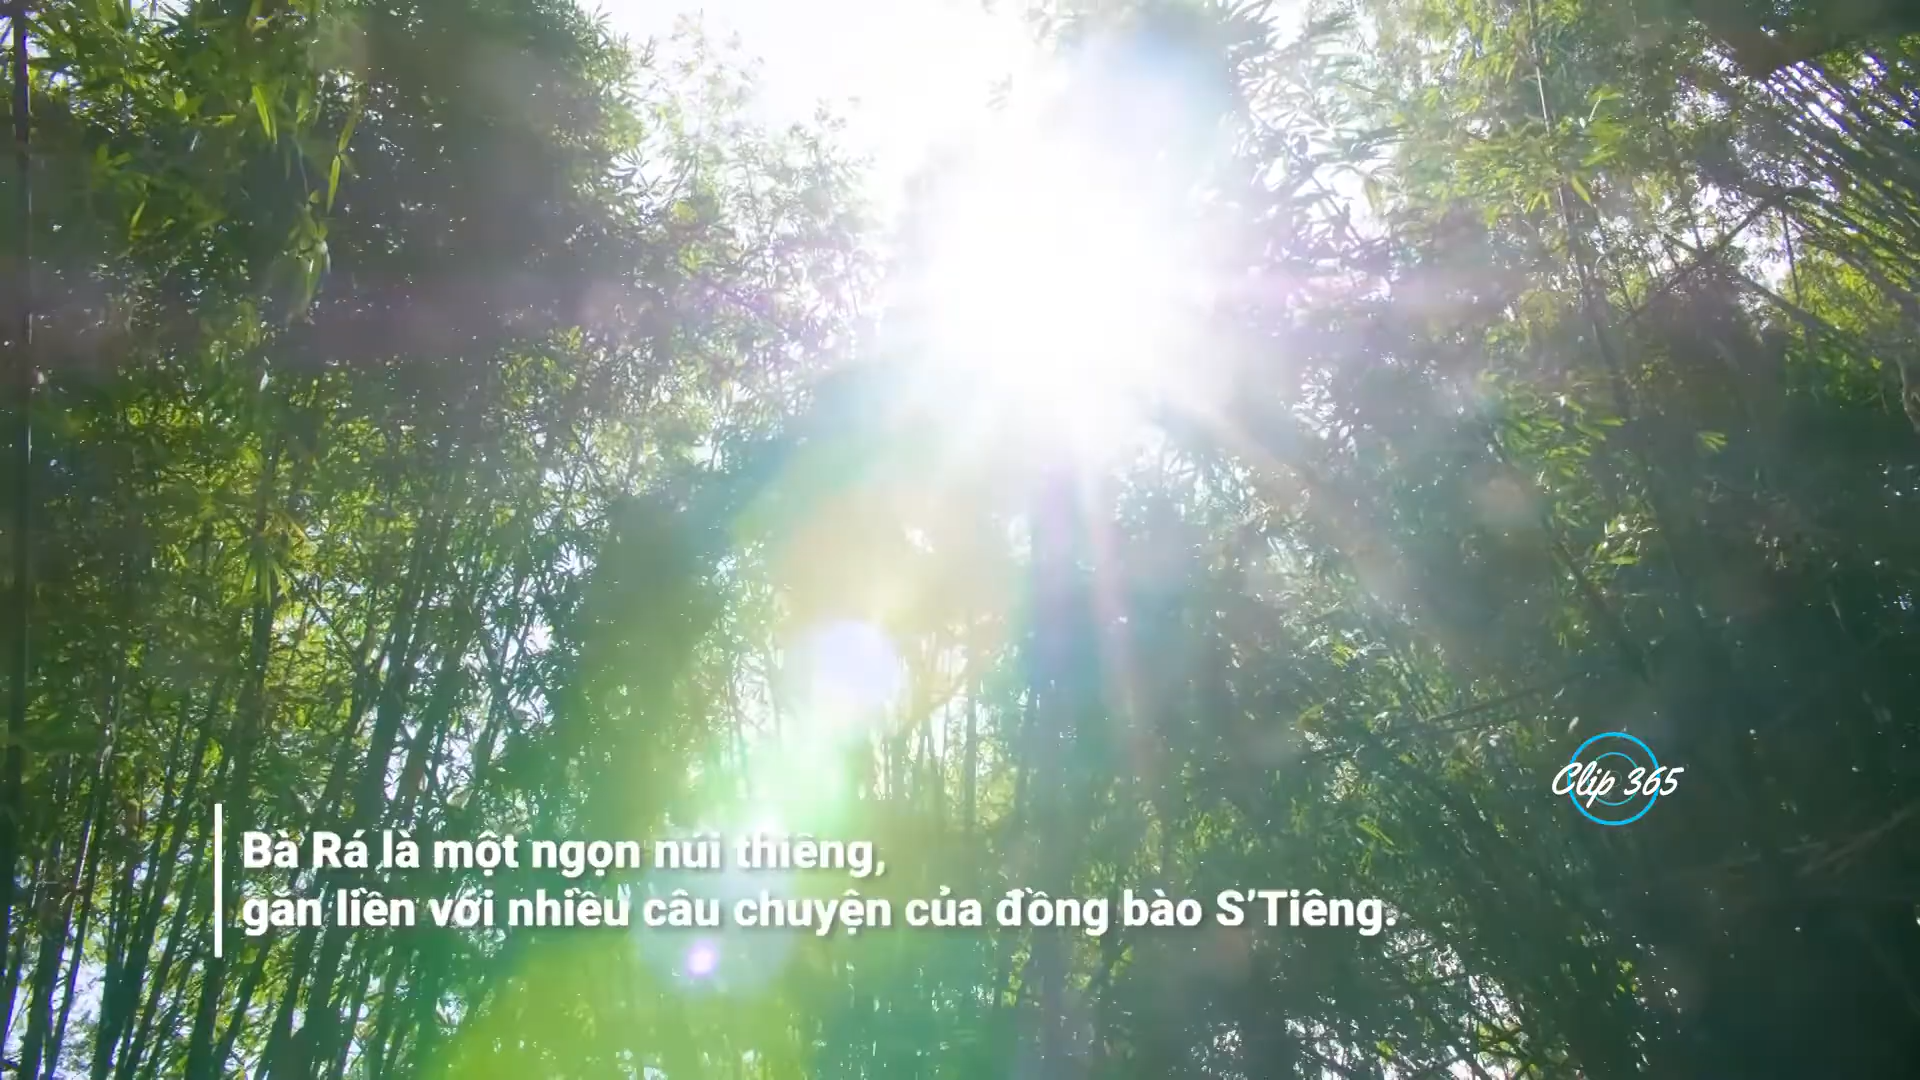 Bà Rá là một ngọn núi thiêng,
gắn liền với nhiều câu chuyện của đồng bào S'Tiêng.
Clip 365